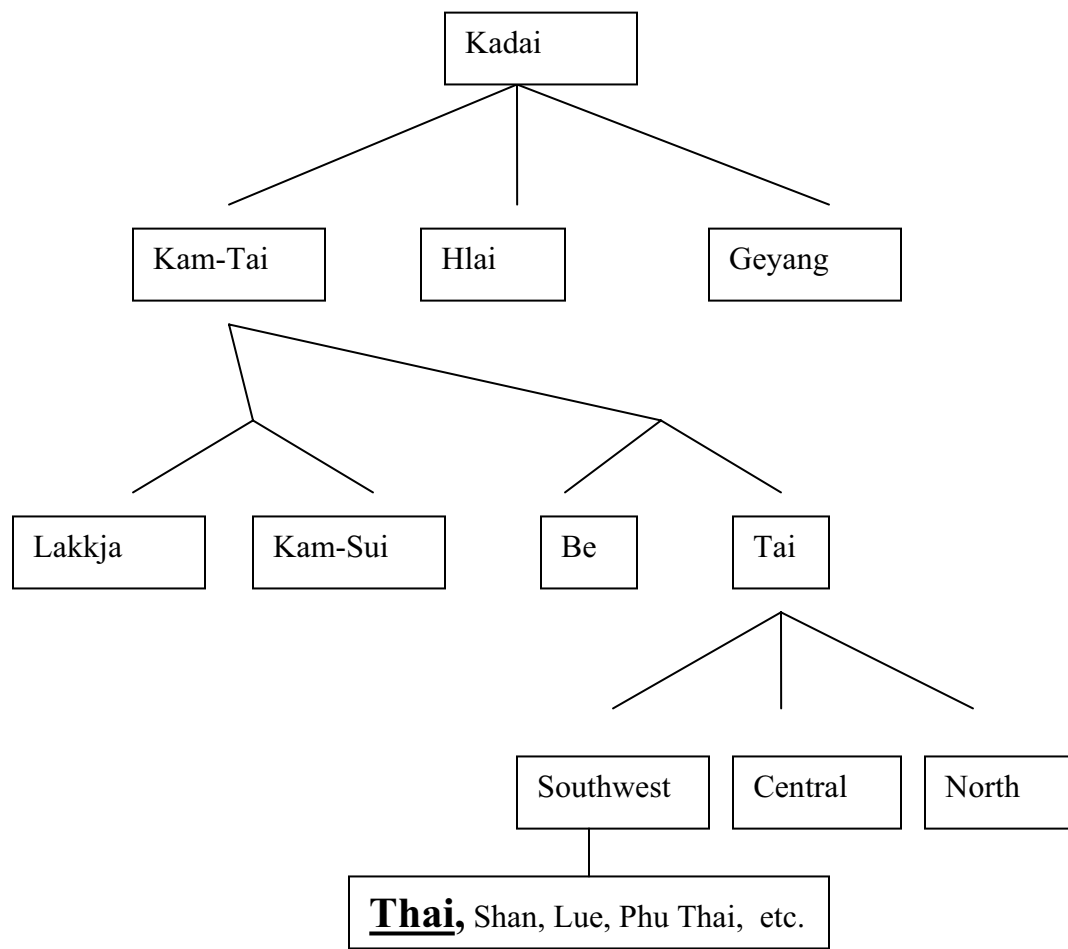 Kadai
Kam-Tai
Hlai
Geyang
Lakkja
Kam-Sui
Be
Tai
Southwest
Central
North
Thai, Shan, Lue, Phu Thai, etc.